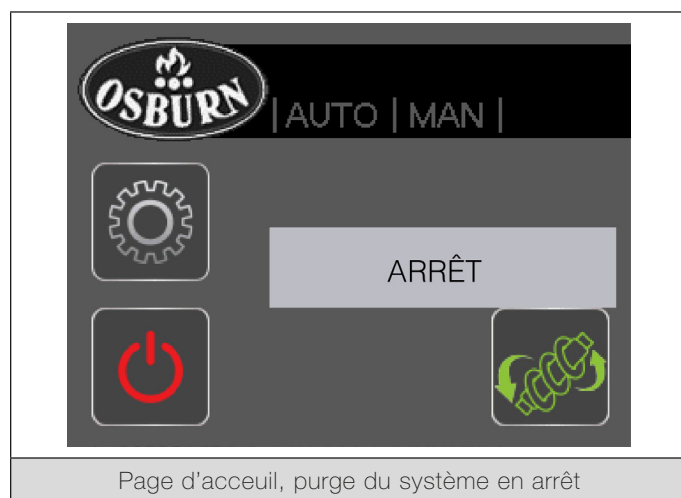 OSBURN
| AUTO | MAN |
ARRÊT
Page d'acceuil, purge du système en arrêt